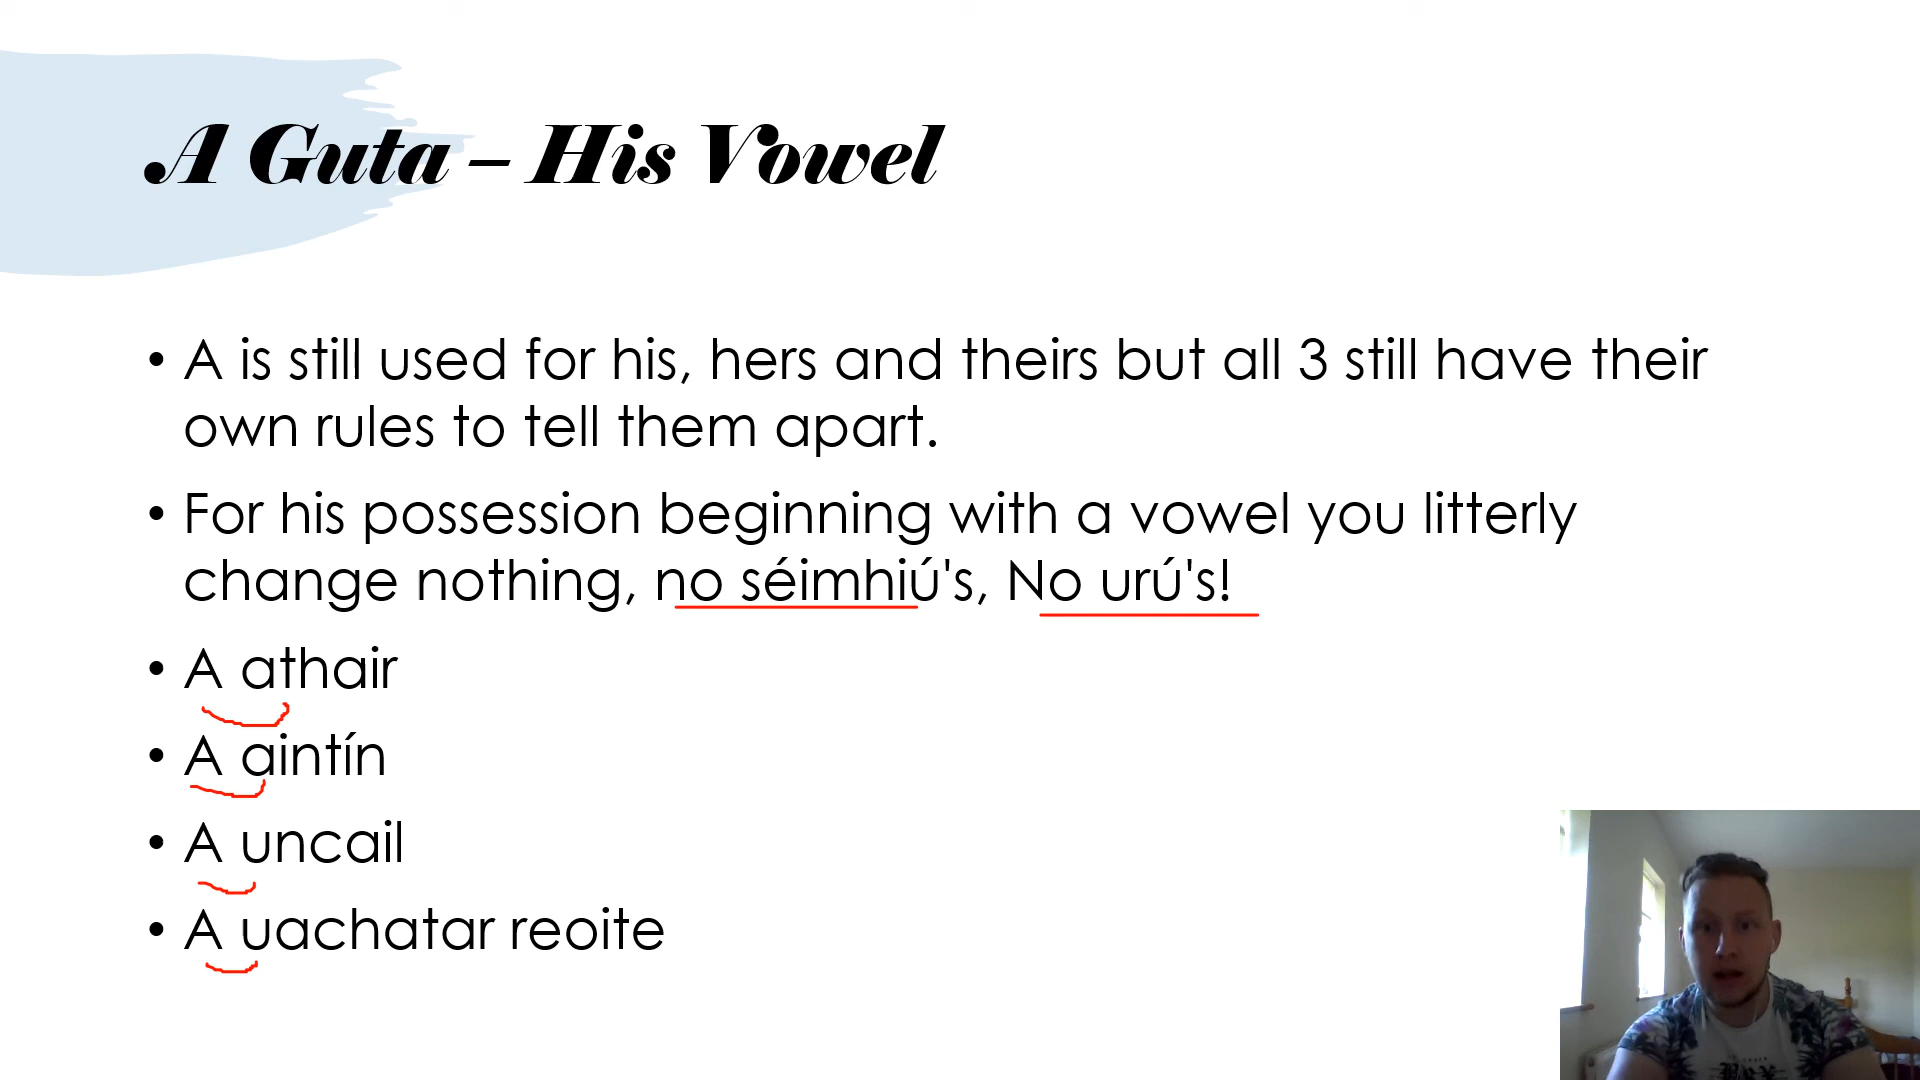 A Guta – His Vowel
• A is still used for his, hers and theirs but all 3 still have their
own rules to tell them apart.
• For his possession beginning with a vowel you litterly
change nothing, no séimhiú's, No urú's!
• A athair
• A aintín
• A uncail
• A uachatar reoite